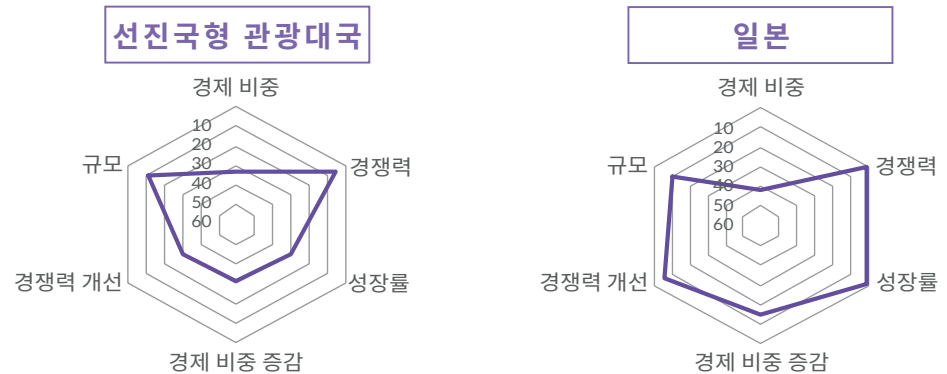 선진국형 관광대국
경제 비중
10
20
30
40
50
60
규모
경쟁력
경쟁력 개선
성장률
경제 비중 증감
일본
경제 비중
10
20
30
40
50
60
규모
경쟁력
경쟁력 개선
성장률
경제 비중 증감